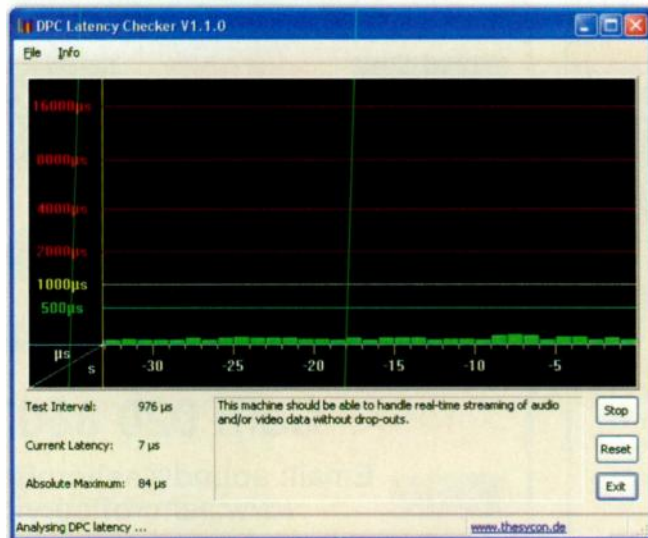 DPC Latency Checker V1.1.0
File Info
16000µs
8000µs
4000µs
2000µs
1000µs
500µs
µs
s
-30 -25 -20 -15 -10 -5
Test Interval: 976 µs
Current Latency: 7 µs
Absolute Maximum: 84 µs
This machine should be able to handle real-time streaming of audio
and/or video data without drop-outs.
Stop
Reset
Exit
Analysing DPC latency ...
www.thesycon.de